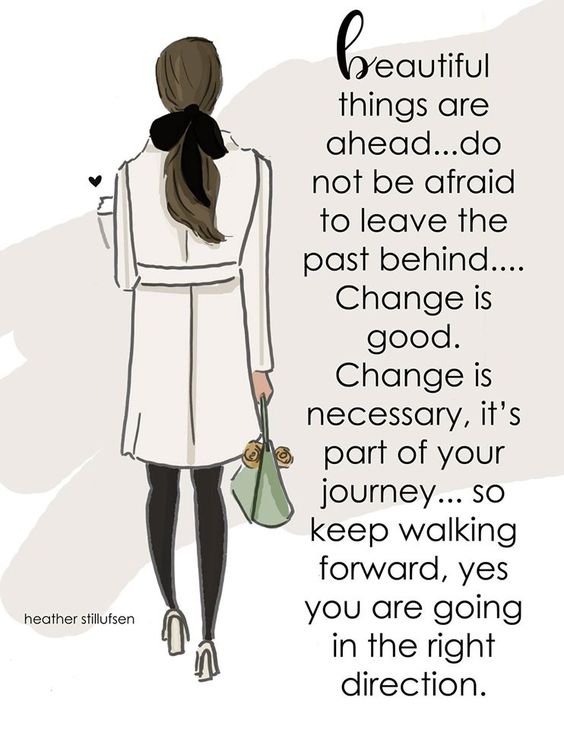 beautiful
things are
ahead...do
not be afraid
to leave the
past behind....
Change is
good.
Change is
necessary, it's
part of your
journey... so
keep walking
forward, yes
you are going
in the right
direction.
heather stillufsen